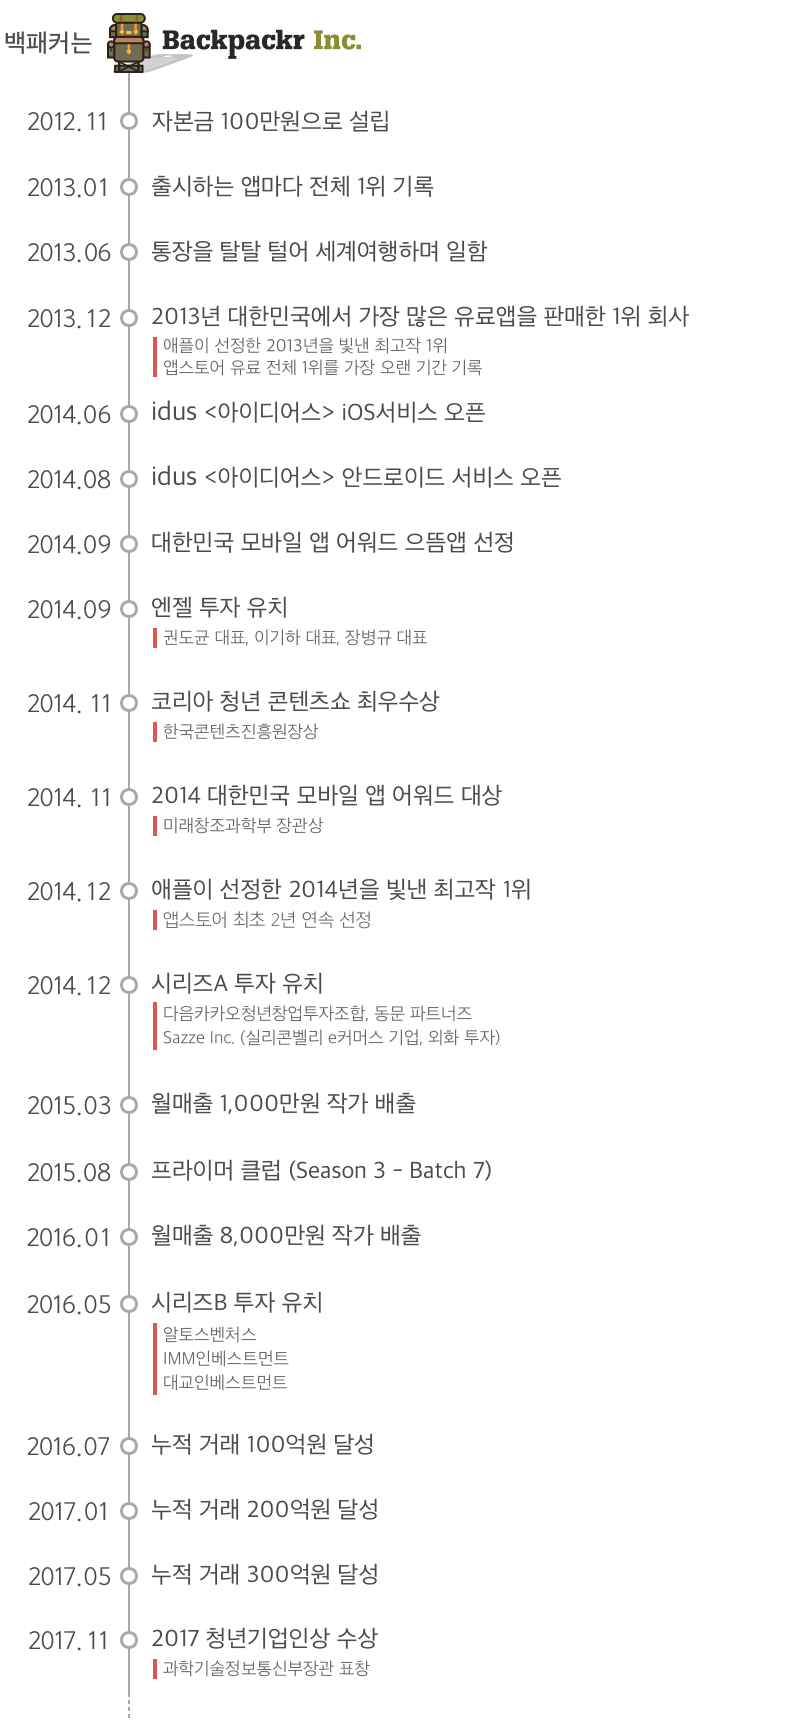 백패커는 Backpackr Inc.
2012. 11 자본금 100만원으로 설립
2013.01 출시하는 앱마다 전체 1위 기록
2013.06 통장을 탈탈 털어 세계여행하며 일함
2013. 12 2013년 대한민국에서 가장 많은 유료앱을 판매한 1위 회사
애플이 선정한 2013년을 빛낸 최고작 1위
앱스토어 유료 전체 1위를 가장 오랜 기간 기록
2014.06 idus <아이디어스> iOS서비스 오픈
2014.08 idus <아이디어스> 안드로이드 서비스 오픈
2014.09 대한민국 모바일 앱 어워드 으뜸앱 선정
2014.09 엔젤 투자 유치
권도균 대표, 이기하 대표, 장병규 대표
2014. 11 코리아 청년 콘텐츠쇼 최우수상
한국콘텐츠진흥원장상
2014. 11 2014 대한민국 모바일 앱 어워드 대상
미래창조과학부 장관상
2014.12 애플이 선정한 2014년을 빛낸 최고작 1위
앱스토어 최초 2년 연속 선정
2014.12 시리즈A 투자 유치
다음카카오청년창업투자조합, 동문 파트너즈
Sazze Inc. (실리콘벨리 e커머스 기업, 외화 투자)
2015.03 월매출 1,000만원 작가 배출
2015.08 프라이머 클럽 (Season 3 - Batch 7)
2016.01 월매출 8,000만원 작가 배출
2016.05 시리즈B 투자 유치
알토스벤처스
IMM인베스트먼트
대교인베스트먼트
2016.07 누적 거래 100억원 달성
2017.01 누적 거래 200억원 달성
2017.05 누적 거래 300억원 달성
2017. 11 2017 청년기업인상 수상
과학기술정보통신부장관 표창